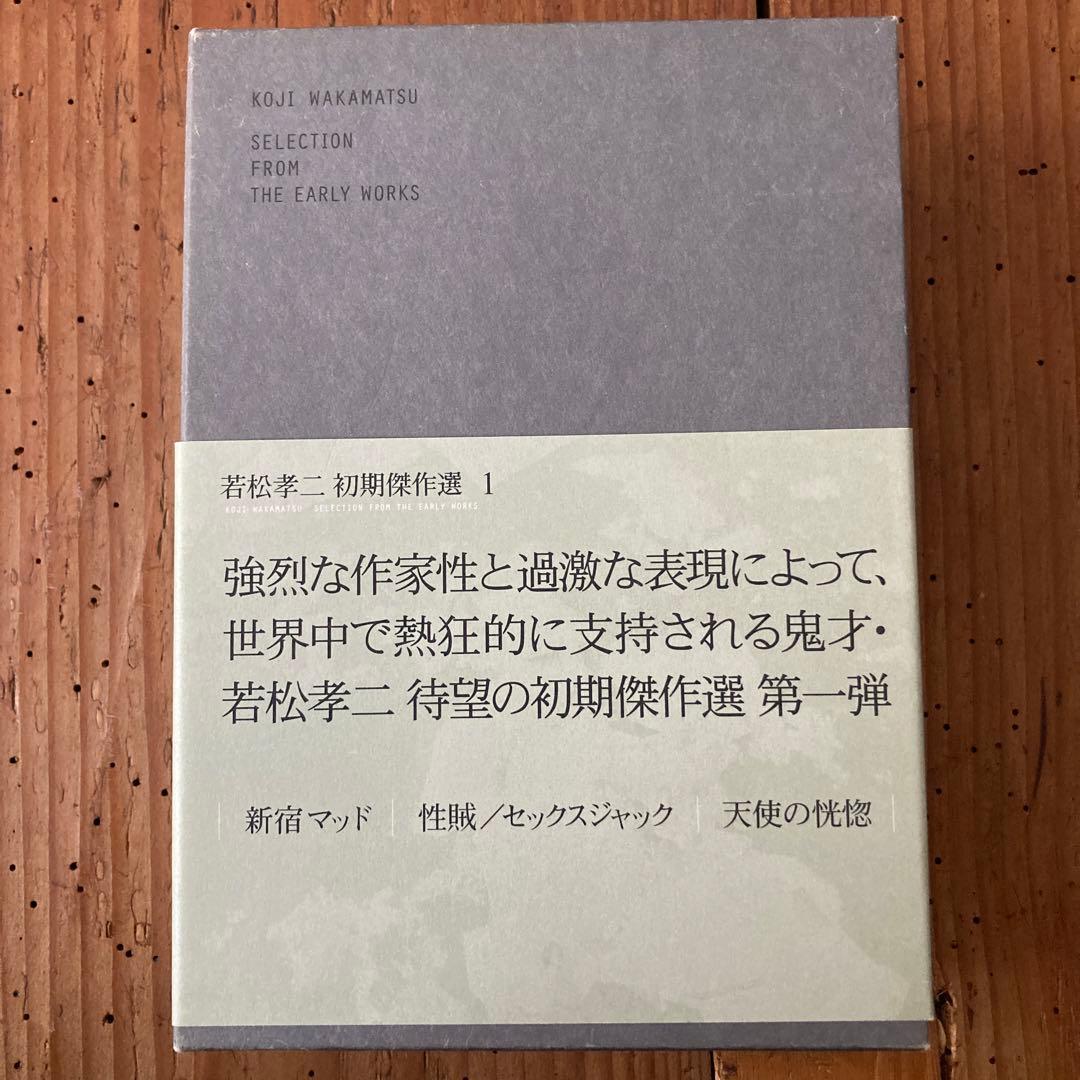 KOJI WAKAMATSU
SELECTION
FROM
THE EARLY WORKS
若松孝二 初期傑作選 1
KOJI WAKAMATSU SELECTION FROM THE EARLY WORKS
強烈な作家性と過激な表現によって、
世界中で熱狂的に支持される鬼才・
若松孝二 待望の初期傑作選 第一弾
新宿マッド 性賊／セックスジャック 天使の恍惚